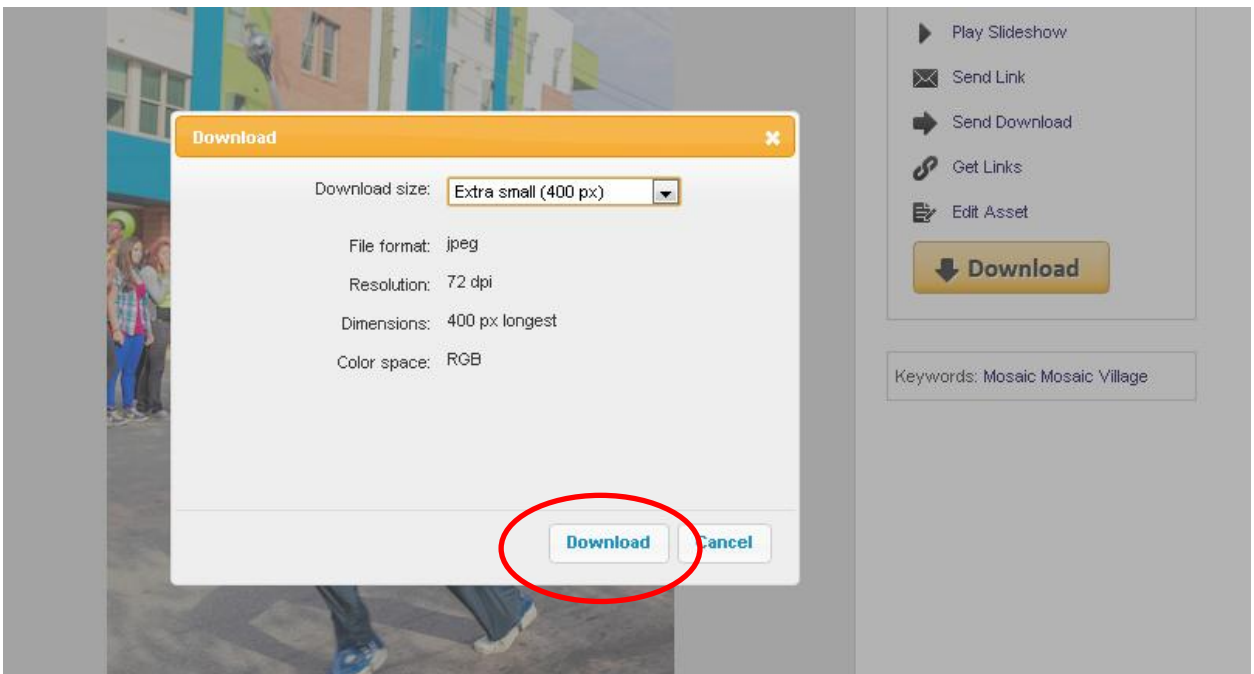 Play Slideshow
Send Link
Send Download
Get Links
Edit Asset
Download
Keywords: Mosaic Mosaic Village
Download
Download size: Extra small (400 px)
File format: jpeg
Resolution: 72 dpi
Dimensions: 400 px longest
Color space: RGB
Download Cancel